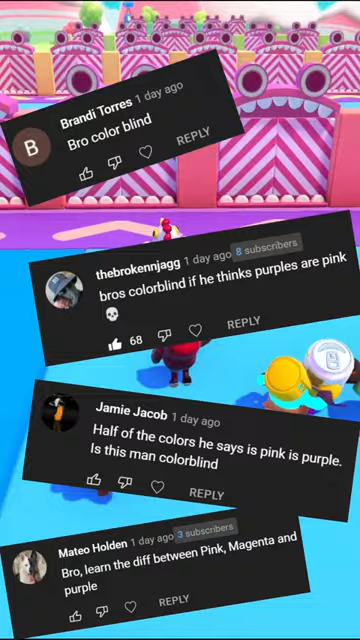 B
Brandi Torres 1 day ago
Bro color blind
REPLY
thebrokennjagg 1 day ago 8 subscribers
bros colorblind if he thinks purples are pink
💀
68 REPLY
Jamie Jacob 1 day ago
Half of the colors he says is pink is purple.
Is this man colorblind
REPLY
Mateo Holden 1 day ago 3 subscribers
Bro, learn the diff between Pink, Magenta and
purple
REPLY